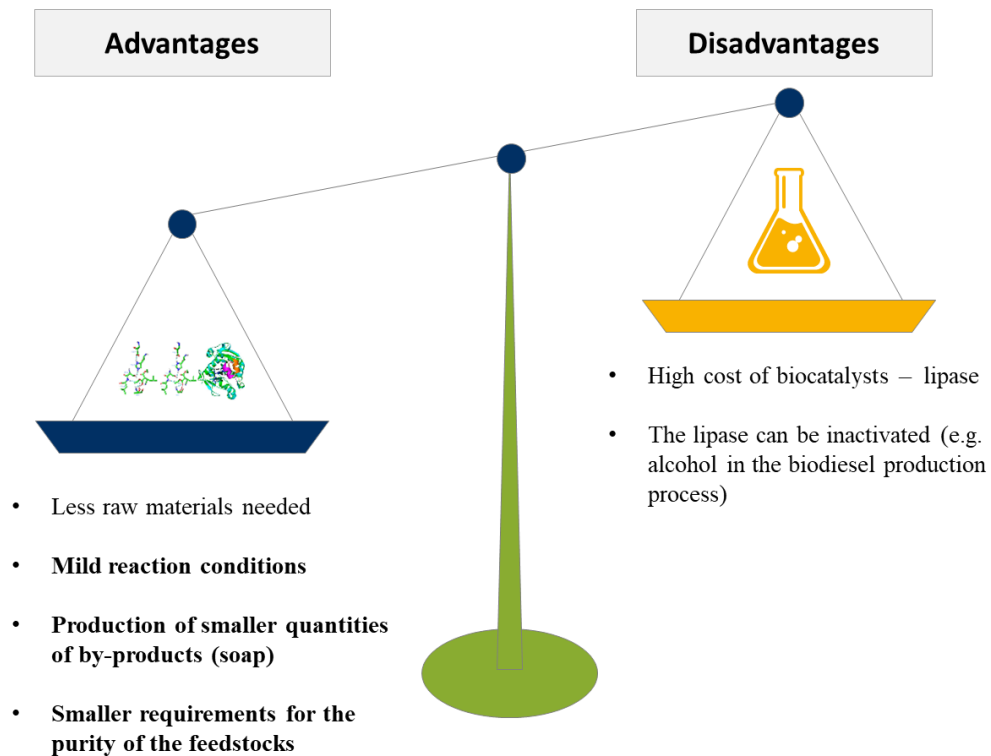 Advantages
Disadvantages
• Less raw materials needed
• Mild reaction conditions
• Production of smaller quantities
of by-products (soap)
• Smaller requirements for the
purity of the feedstocks
• High cost of biocatalysts – lipase
• The lipase can be inactivated (e.g.
alcohol in the biodiesel production
process)